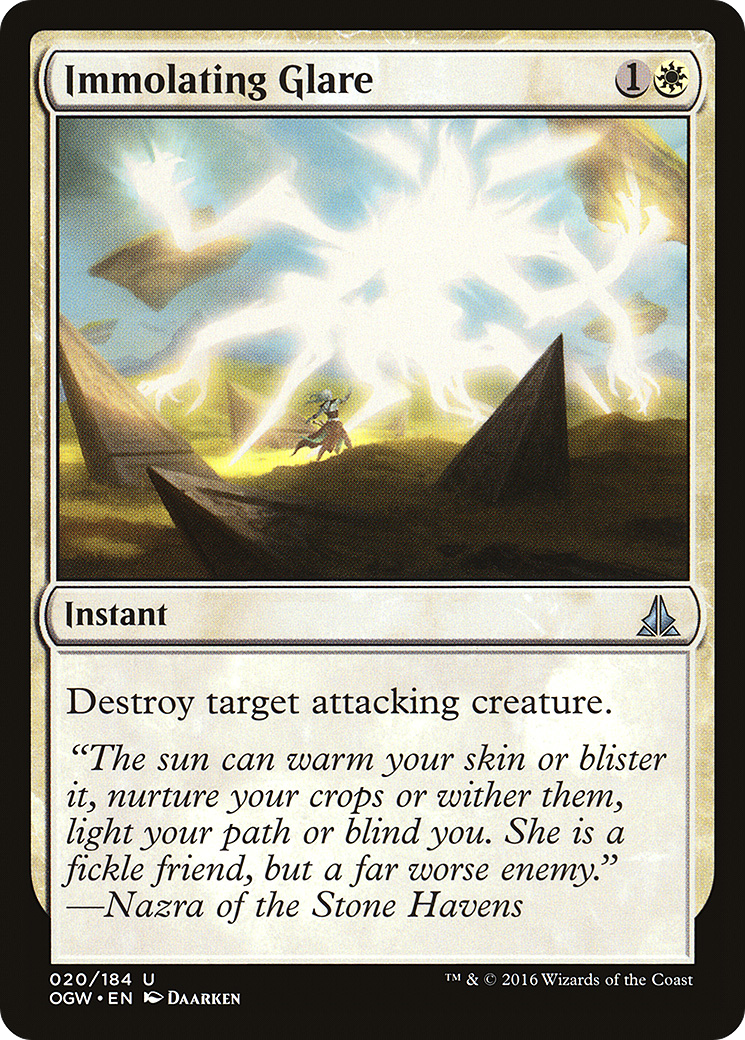 Immolating Glare 1
Instant
Destroy target attacking creature.
“The sun can warm your skin or blister
it, nurture your crops or wither them,
light your path or blind you. She is a
fickle friend, but a far worse enemy.”
—Nazra of the Stone Havens
020/184 U
OGW • EN DAARKEN
™ & © 2016 Wizards of the Coast